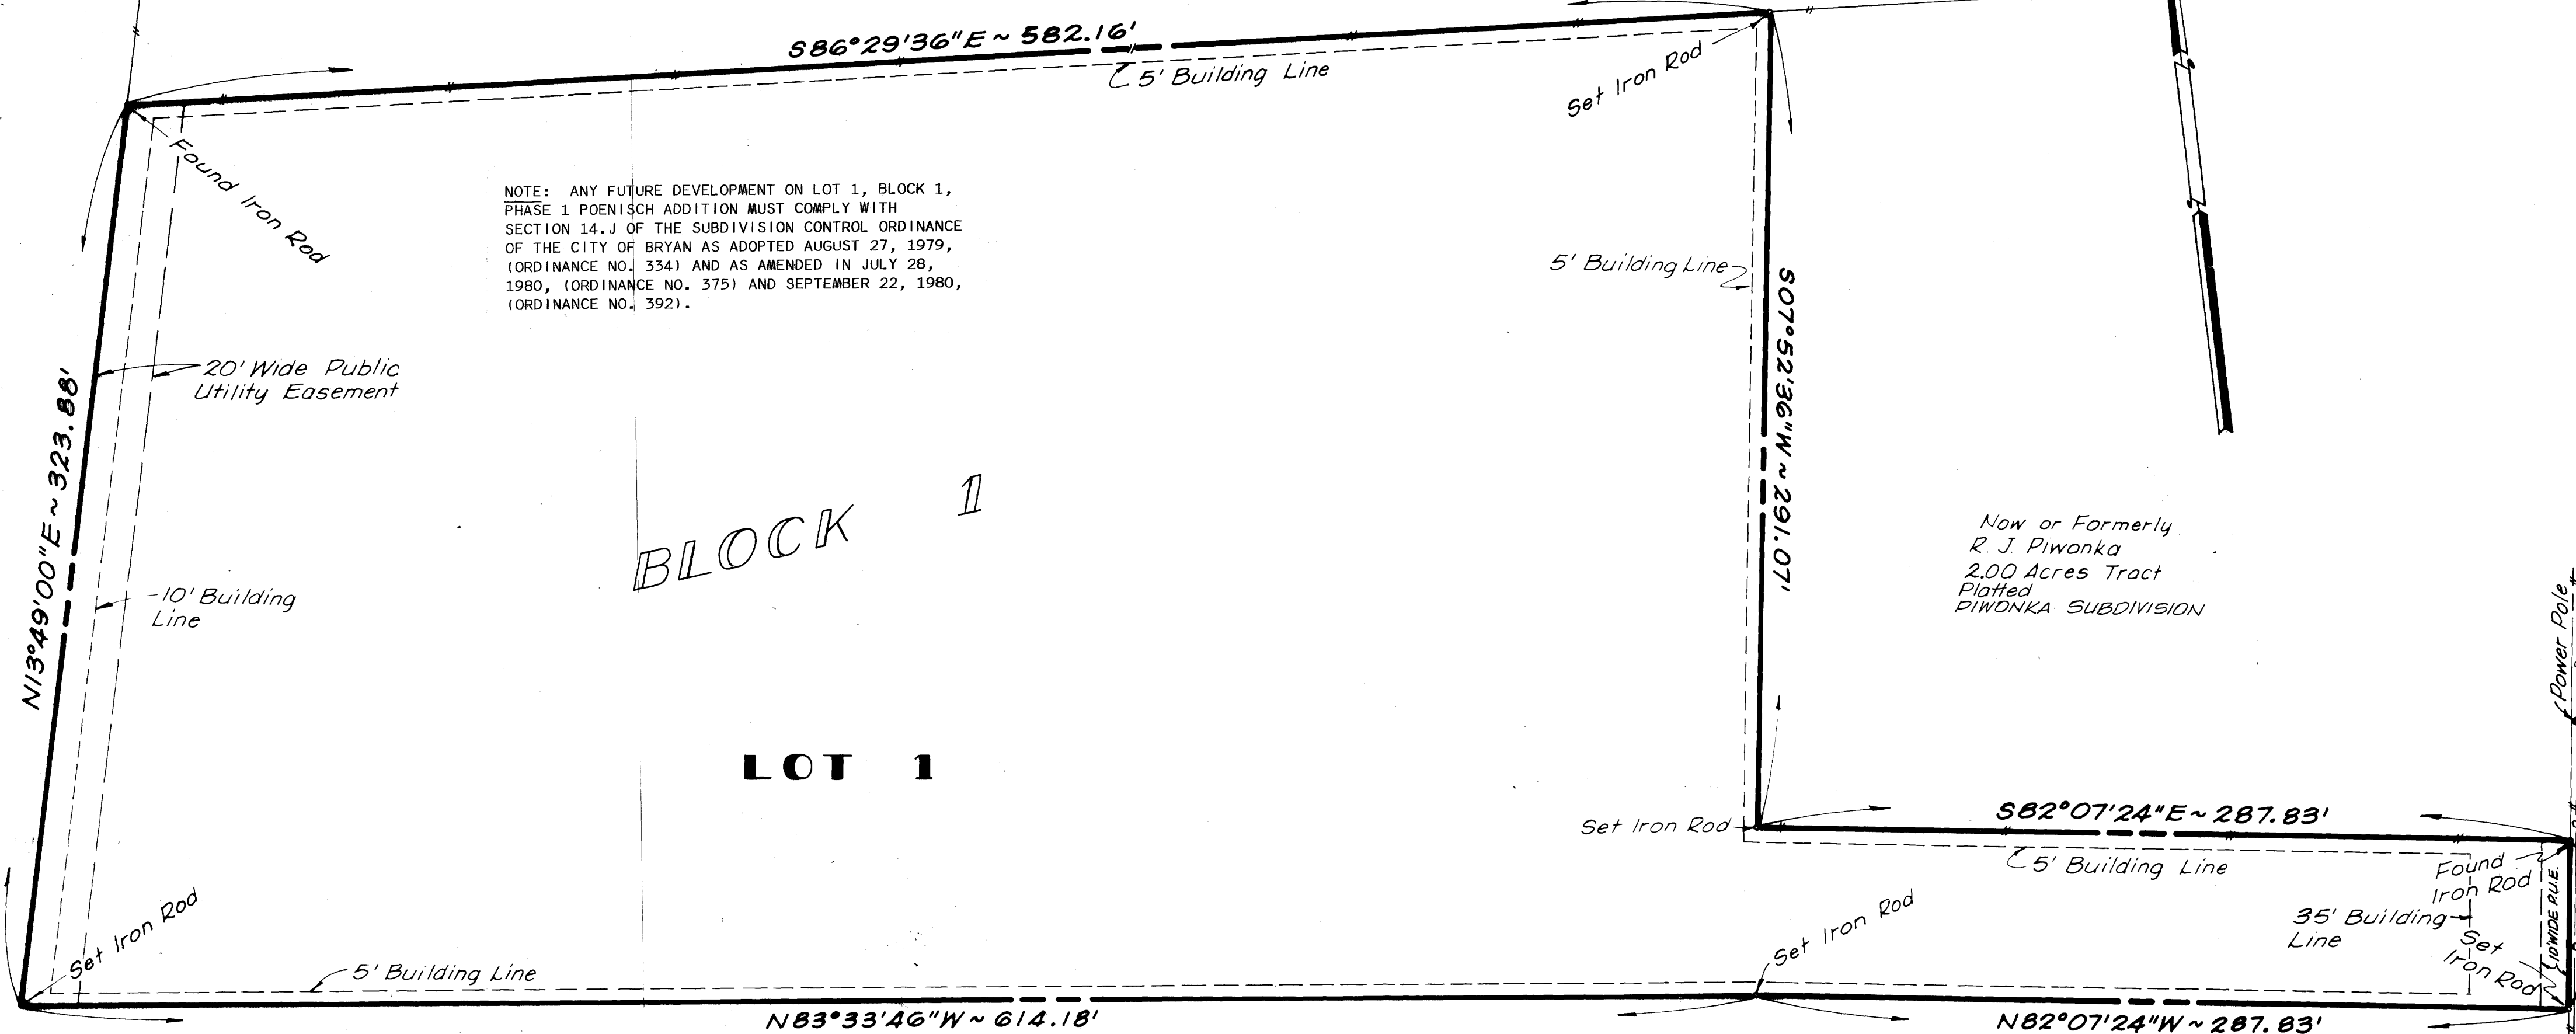 S86°29'36"E ~ 582.16'
5' Building Line
Set Iron Rod
Found Iron Rod
NOTE: ANY FUTURE DEVELOPMENT ON LOT 1, BLOCK 1,
PHASE 1 POENISCH ADDITION MUST COMPLY WITH
SECTION 14.J OF THE SUBDIVISION CONTROL ORDINANCE
OF THE CITY OF BRYAN AS ADOPTED AUGUST 27, 1979,
(ORDINANCE NO. 334) AND AS AMENDED IN JULY 28,
1980, (ORDINANCE NO. 375) AND SEPTEMBER 22, 1980,
(ORDINANCE NO. 392).
5' Building Line
S07°52'36"W ~ 291.07'
20' Wide Public
Utility Easement
N13°49'00"E ~ 323.88'
BLOCK 1
Now or Formerly
R. J. Piwonka
2.00 Acres Tract
Platted
PIWONKA SUBDIVISION
10' Building
Line
Power Pole
LOT 1
Set Iron Rod
S82°07'24"E ~ 287.83'
5' Building Line
Found
Iron Rod
10' WIDE P.U.E.
35' Building
Line
Set
Iron Rod
Set Iron Rod
Set Iron Rod
5' Building Line
N83°33'46"W ~ 614.18'
N82°07'24"W ~ 287.83'